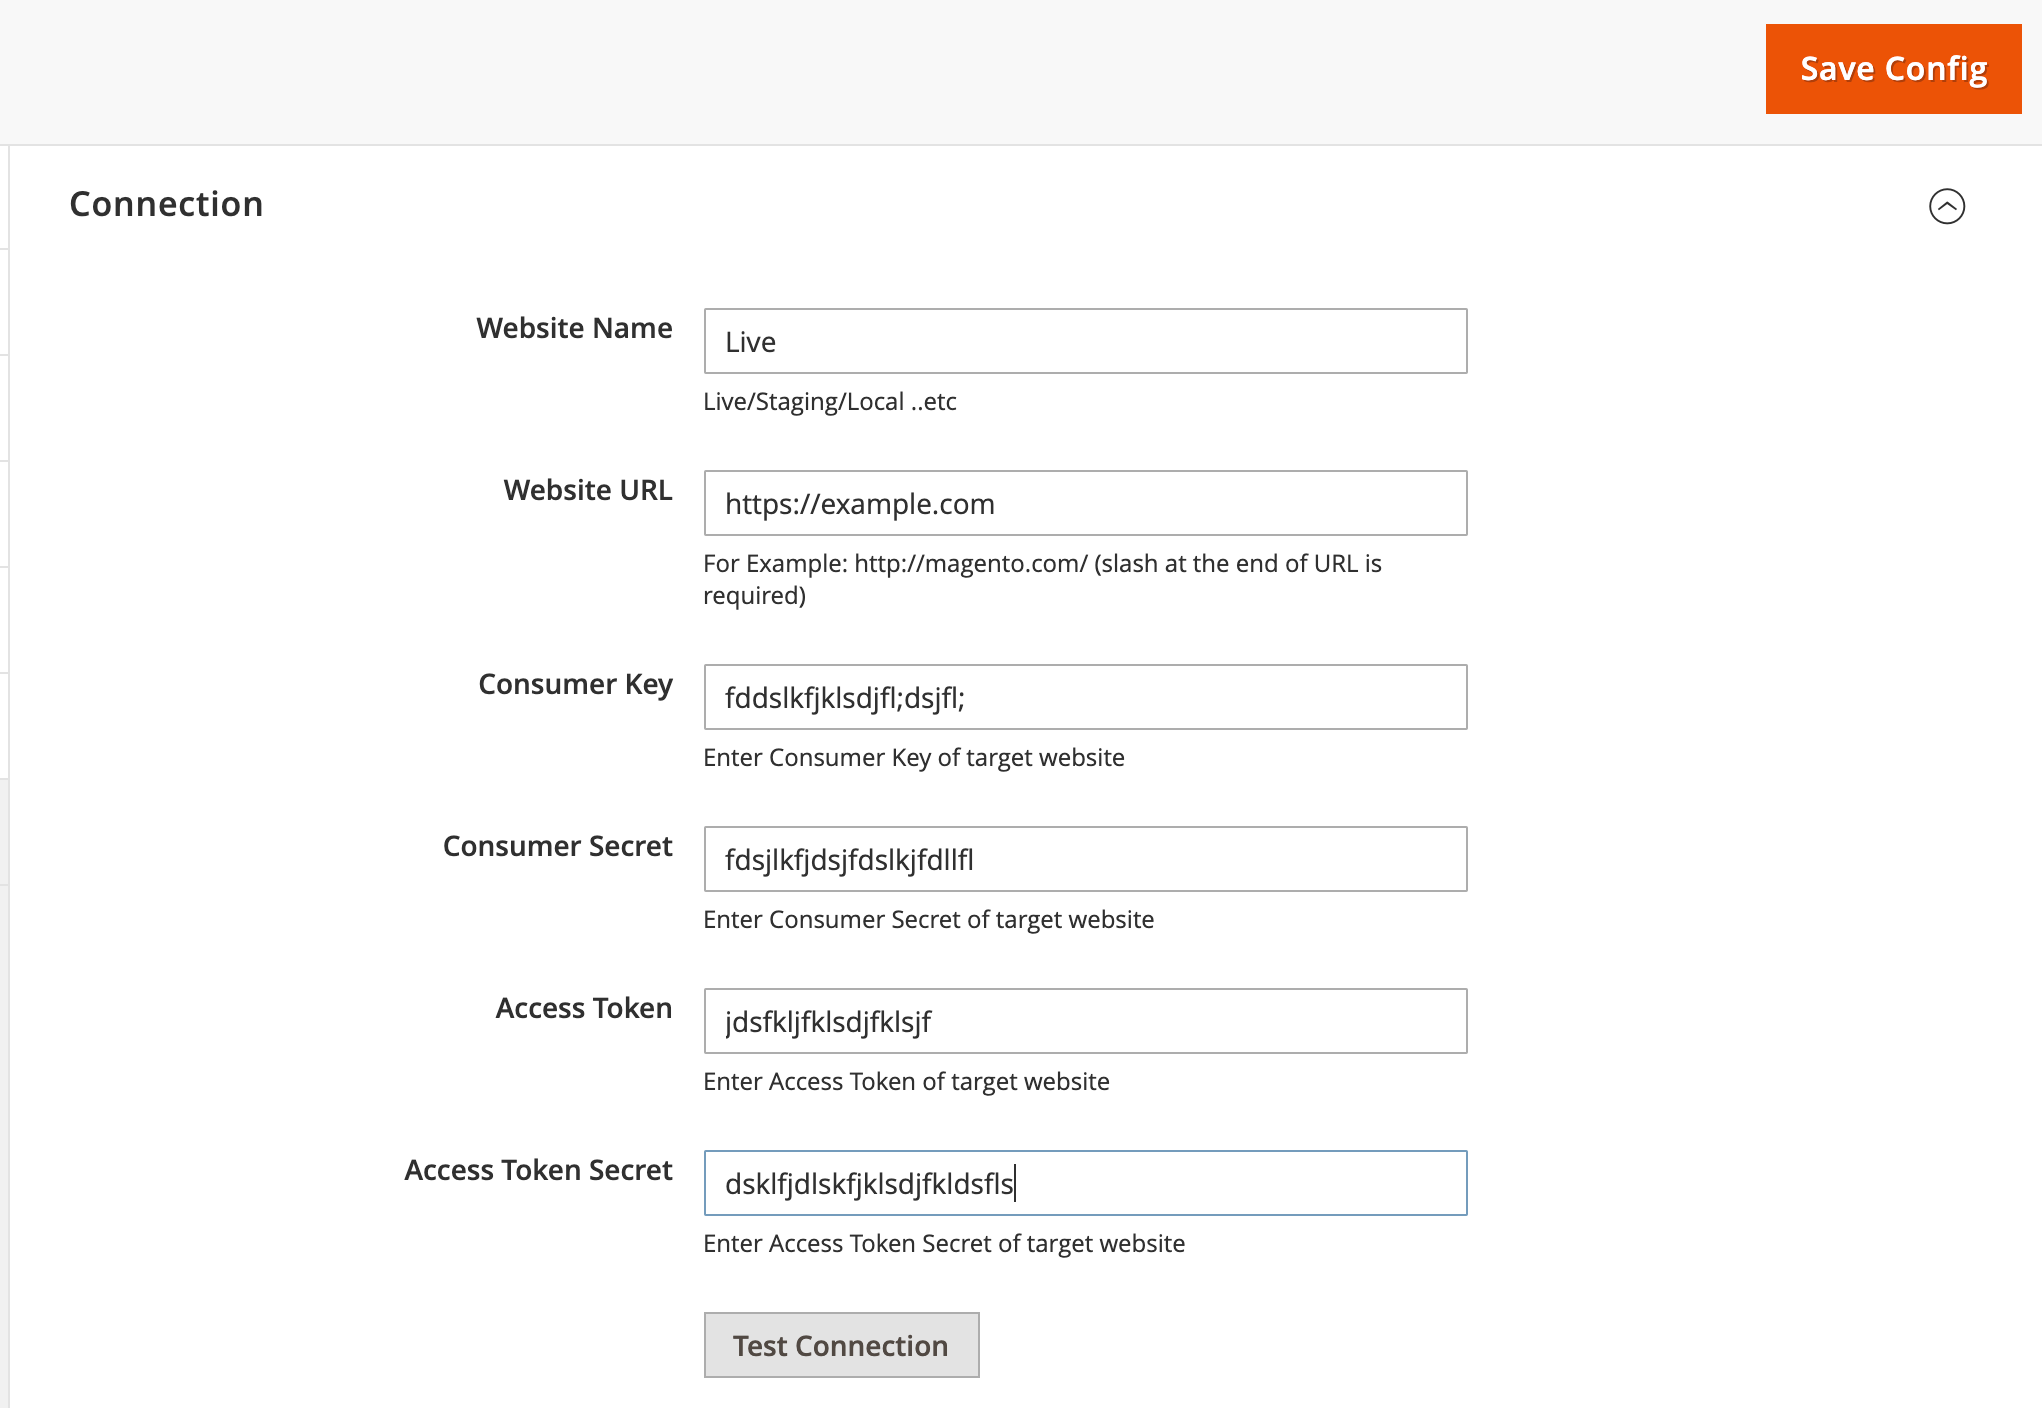 Save Config
Connection
Website Name
Live
Live/Staging/Local ..etc
Website URL
https://example.com
For Example: http://magento.com/ (slash at the end of URL is
required)
Consumer Key
fddslkfjklsdjfl;dsjfl;
Enter Consumer Key of target website
Consumer Secret
fdsjlkfjdsjfdslkjfdllfl
Enter Consumer Secret of target website
Access Token
jdsfkljfklsdjfklsjf
Enter Access Token of target website
Access Token Secret
dsklfjdlskfjklsdjfkldsfls
Enter Access Token Secret of target website
Test Connection